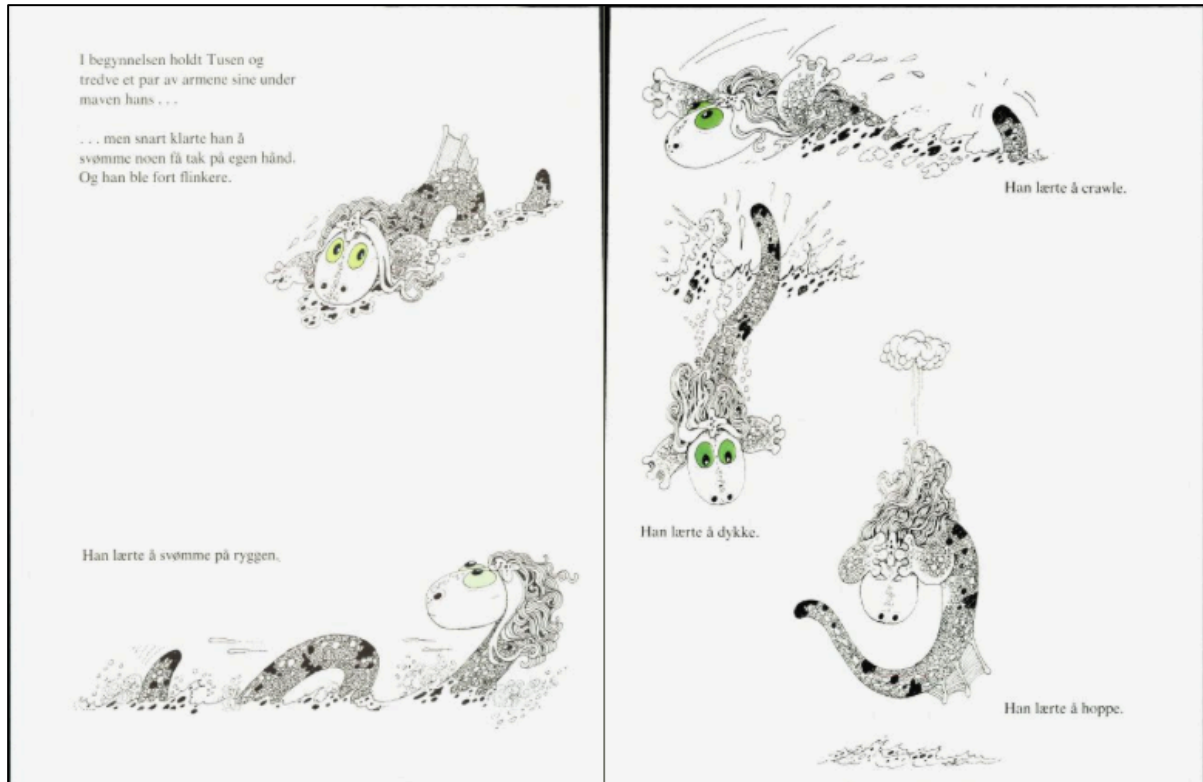 I begynnelsen holdt Tusen og
tredve et par av armene sine under
maven hans . . .
. . . men snart klarte han å
svømme noen få tak på egen hånd.
Og han ble fort flinkere.
Han lærte å svømme på ryggen.
Han lærte å crawle.
Han lærte å dykke.
Han lærte å hoppe.